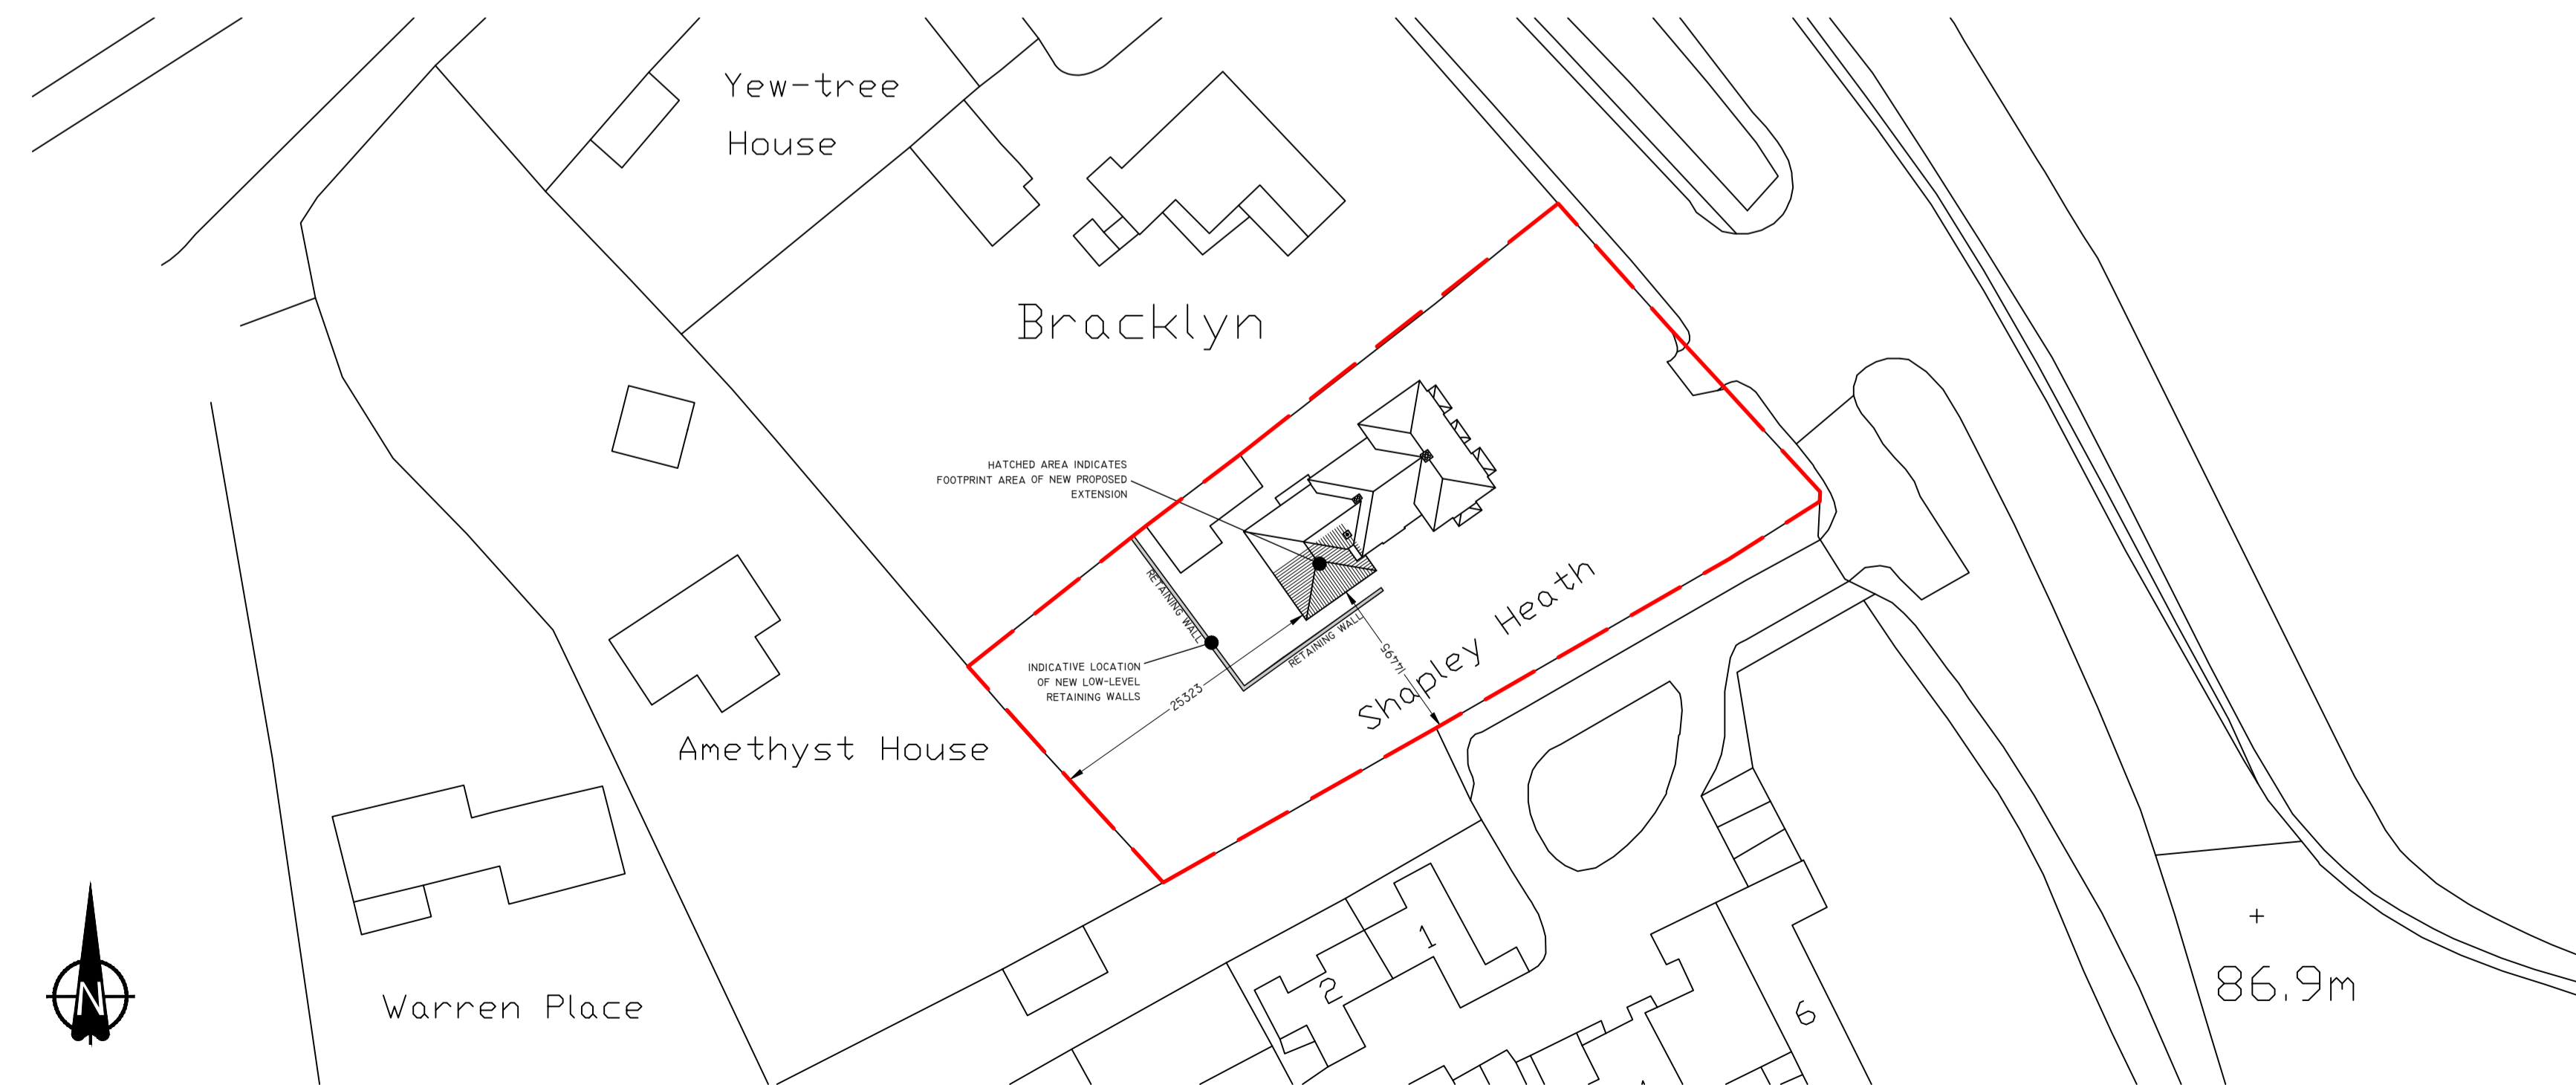 Yew-tree
House
Bracklyn
HATCHED AREA INDICATES
FOOTPRINT AREA OF NEW PROPOSED
EXTENSION
RETAINING WALL
RETAINING WALL
INDICATIVE LOCATION
OF NEW LOW-LEVEL
RETAINING WALLS
25323
14495
Shapley Heath
Amethyst House
Warren Place
N
1
2
6
+
86.9m